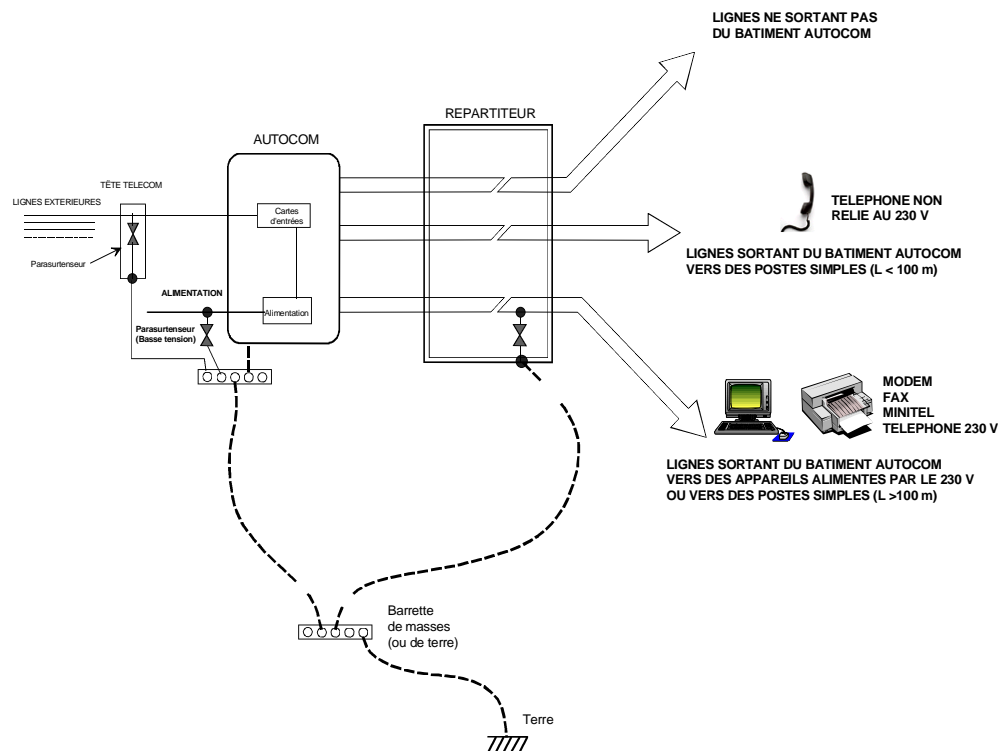 LIGNES NE SORTANT PAS
DU BATIMENT AUTOCOM
REPARTITEUR
AUTOCOM
TËTE TELECOM
LIGNES EXTERIEURES
Cartes
d'entrées
Parasurtenseur
ALIMENTATION
Alimentation
Parasurtenseur
(Basse tension)
TELEPHONE NON
RELIE AU 230 V
LIGNES SORTANT DU BATIMENT AUTOCOM
VERS DES POSTES SIMPLES (L < 100 m)
MODEM
FAX
MINITEL
TELEPHONE 230 V
LIGNES SORTANT DU BATIMENT AUTOCOM
VERS DES APPAREILS ALIMENTES PAR LE 230 V
OU VERS DES POSTES SIMPLES (L >100 m)
Barrette
de masses
(ou de terre)
Terre